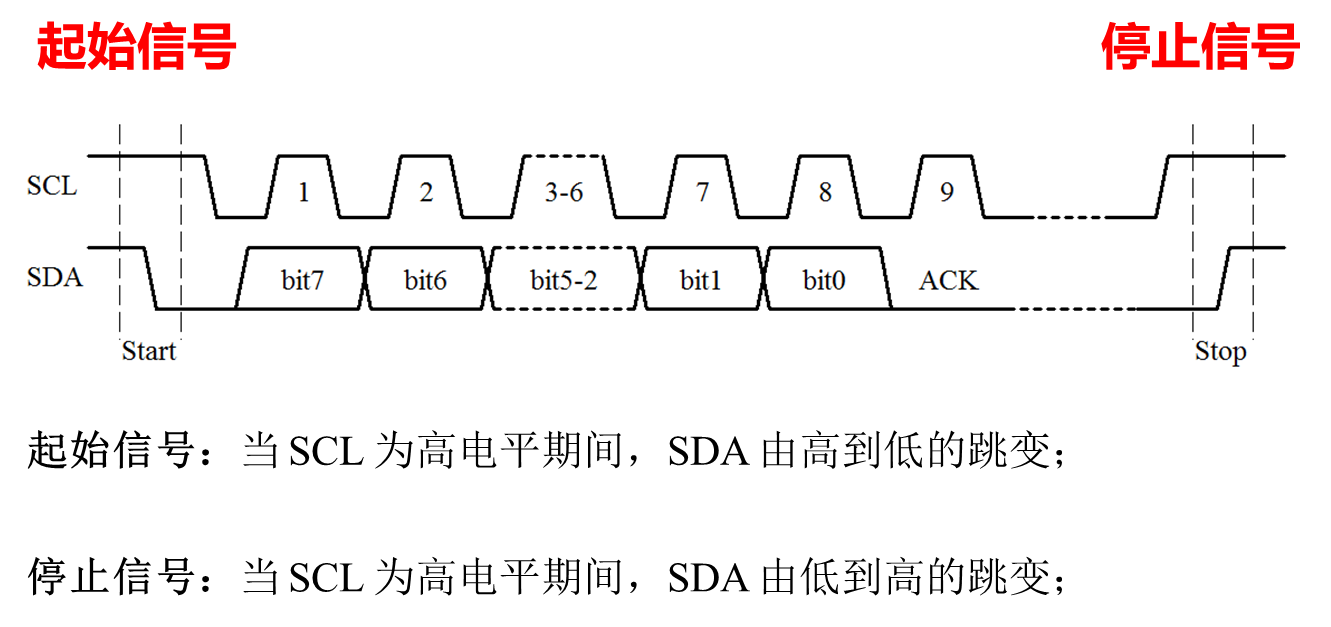 起始信号 停止信号
SCL 1 2 3-6 7 8 9
SDA bit7 bit6 bit5-2 bit1 bit0 ACK
Start Stop
起始信号：当 SCL 为高电平期间，SDA 由高到低的跳变；
停止信号：当 SCL 为高电平期间，SDA 由低到高的跳变；